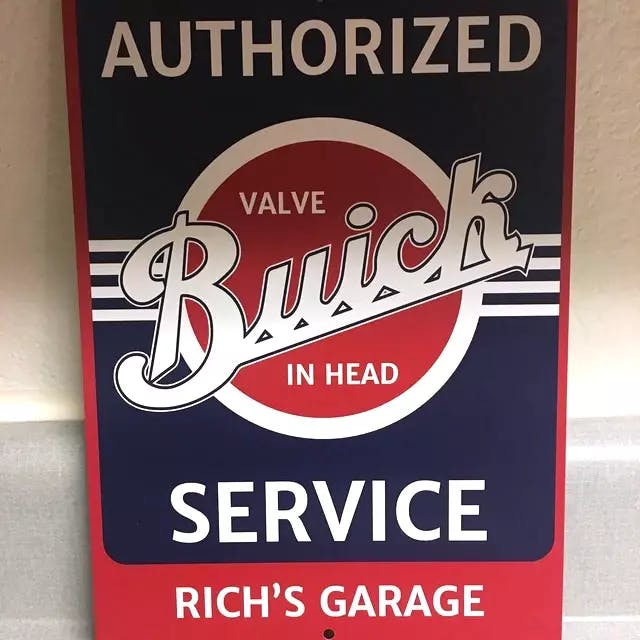 AUTHORIZED
VALVE
Buick
IN HEAD
SERVICE
RICH'S GARAGE